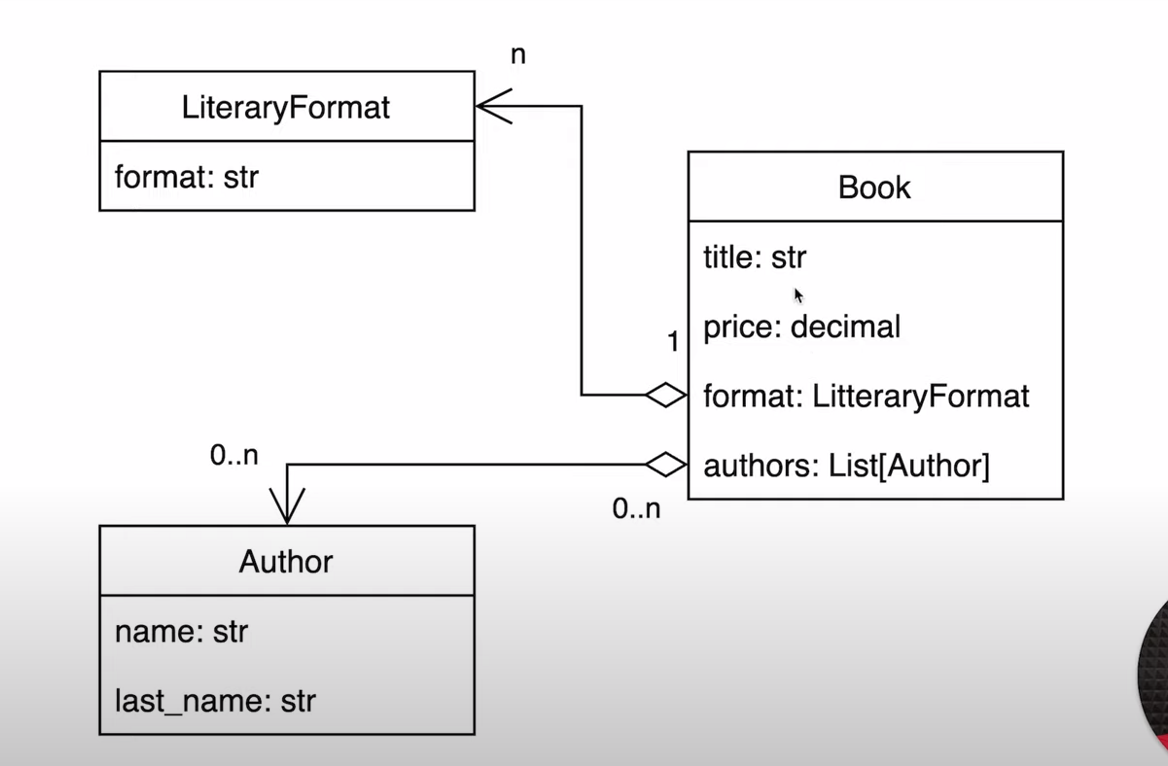 n
LiteraryFormat
format: str
Book
title: str
price: decimal
1
format: LitteraryFormat
authors: List[Author]
0..n
0..n
Author
name: str
last_name: str